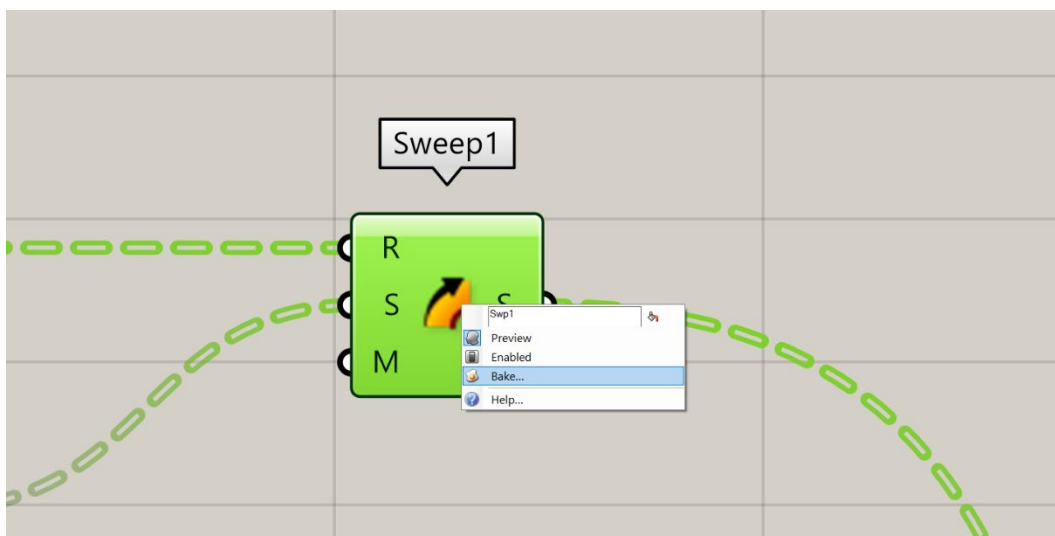 Sweep1
R
S S
M
Swp1
Preview
Enabled
Bake...
Help...